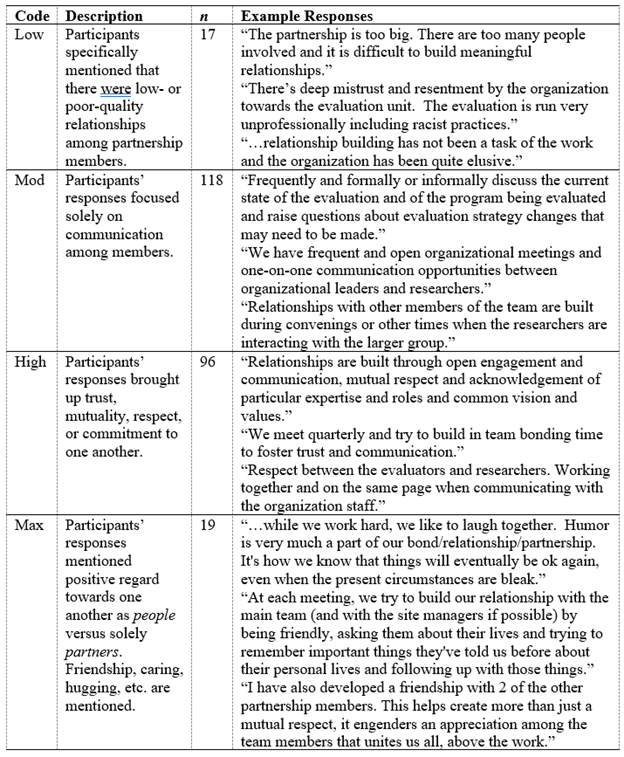 Code Description n Example Responses
Low Participants 17 “The partnership is too big. There are too many people
specifically involved and it is difficult to build meaningful
mentioned that relationships.”
there were low- or “There’s deep mistrust and resentment by the organization
poor-quality towards the evaluation unit.  The evaluation is run very
relationships unprofessionally including racist practices.”
among partnership “…relationship building has not been a task of the work
members. and the organization has been quite elusive.”
Mod Participants’ 118 “Frequently and formally or informally discuss the current
responses focused state of the evaluation and of the program being evaluated
solely on and raise questions about evaluation strategy changes that
communication may need to be made.”
among members. “We have frequent and open organizational meetings and
one-on-one communication opportunities between
organizational leaders and researchers.”
“Relationships with other members of the team are built
during convenings or other times when the researchers are
interacting with the larger group.”
High Participants’ 96 “Relationships are built through open engagement and
responses brought communication, mutual respect and acknowledgement of
up trust, particular expertise and roles and common vision and
mutuality, respect, values.”
or commitment to “We meet quarterly and try to build in team bonding time
one another. to foster trust and communication.”
“Respect between the evaluators and researchers. Working
together and on the same page when communicating with
the organization staff.”
Max Participants’ 19 “…while we work hard, we like to laugh together.  Humor
responses is very much a part of our bond/relationship/partnership.
mentioned It's how we know that things will eventually be ok again,
positive regard even when the present circumstances are bleak.”
towards one “At each meeting, we try to build our relationship with the
another as people main team (and with the site managers if possible) by
versus solely being friendly, asking them about their lives and trying to
partners. remember important things they've told us before about
Friendship, caring, their personal lives and following up with those things.”
hugging, etc. are “I have also developed a friendship with 2 of the other
mentioned. partnership members. This helps create more than just a
mutual respect, it engenders an appreciation among the
team members that unites us all, above the work.”